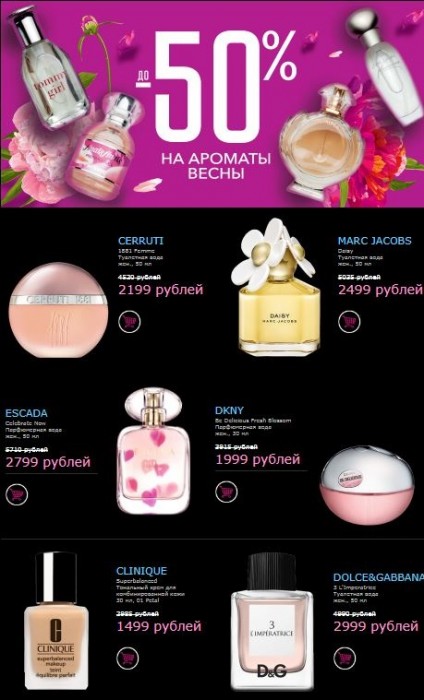 до
-50%
НА АРОМАТЫ
ВЕСНЫ
tommy
girl
CERRUTI
1881 Femme
Туалетная вода
жен., 50 мл
4520 рублей
2199 рублей
CERRUTI 1881
MARC JACOBS
Daisy
Туалетная вода
жен., 50 мл
5035 рублей
2499 рублей
DAISY
MARC JACOBS
ESCADA
Celebrate Now
Парфюмерная вода
жен., 50 мл
5710 рублей
2799 рублей
DKNY
Be Delicious Fresh Blossom
Парфюмерная вода
жен., 30 мл
3915 рублей
1999 рублей
CLINIQUE
Superbalanced
Тональный крем для
комбинированной кожи
30 мл, 01 Petal
2985 рублей
1499 рублей
CLINIQUE
superbalanced
makeup
teint
équilibre parfait
DOLCE&GABBANA
3 L'Imperatrice
Туалетная вода
жен., 50 мл
4990 рублей
2999 рублей
3
L'IMPÉRATRICE
D&G